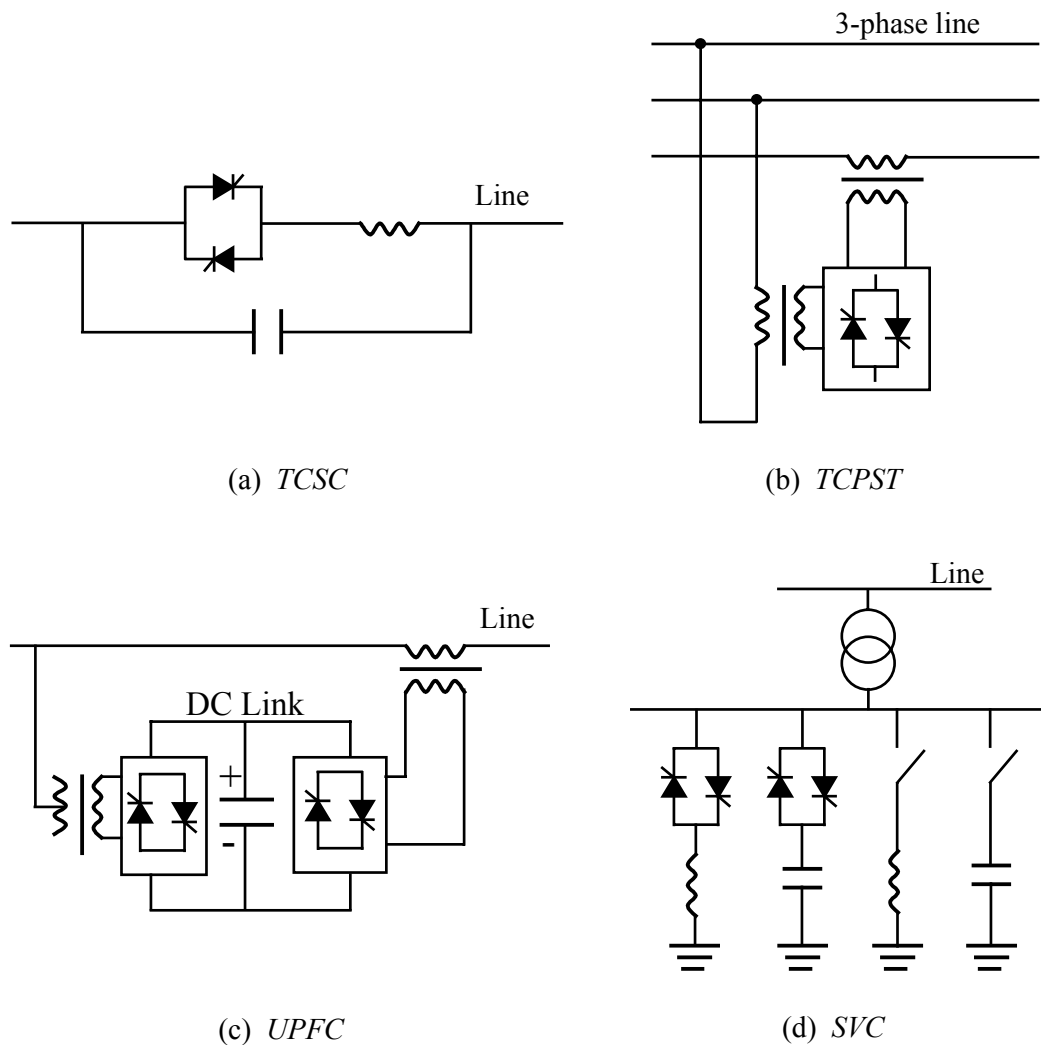 3-phase line
Line
(a) TCSC
(b) TCPST
Line
DC Link
+
-
(c) UPFC
Line
(d) SVC